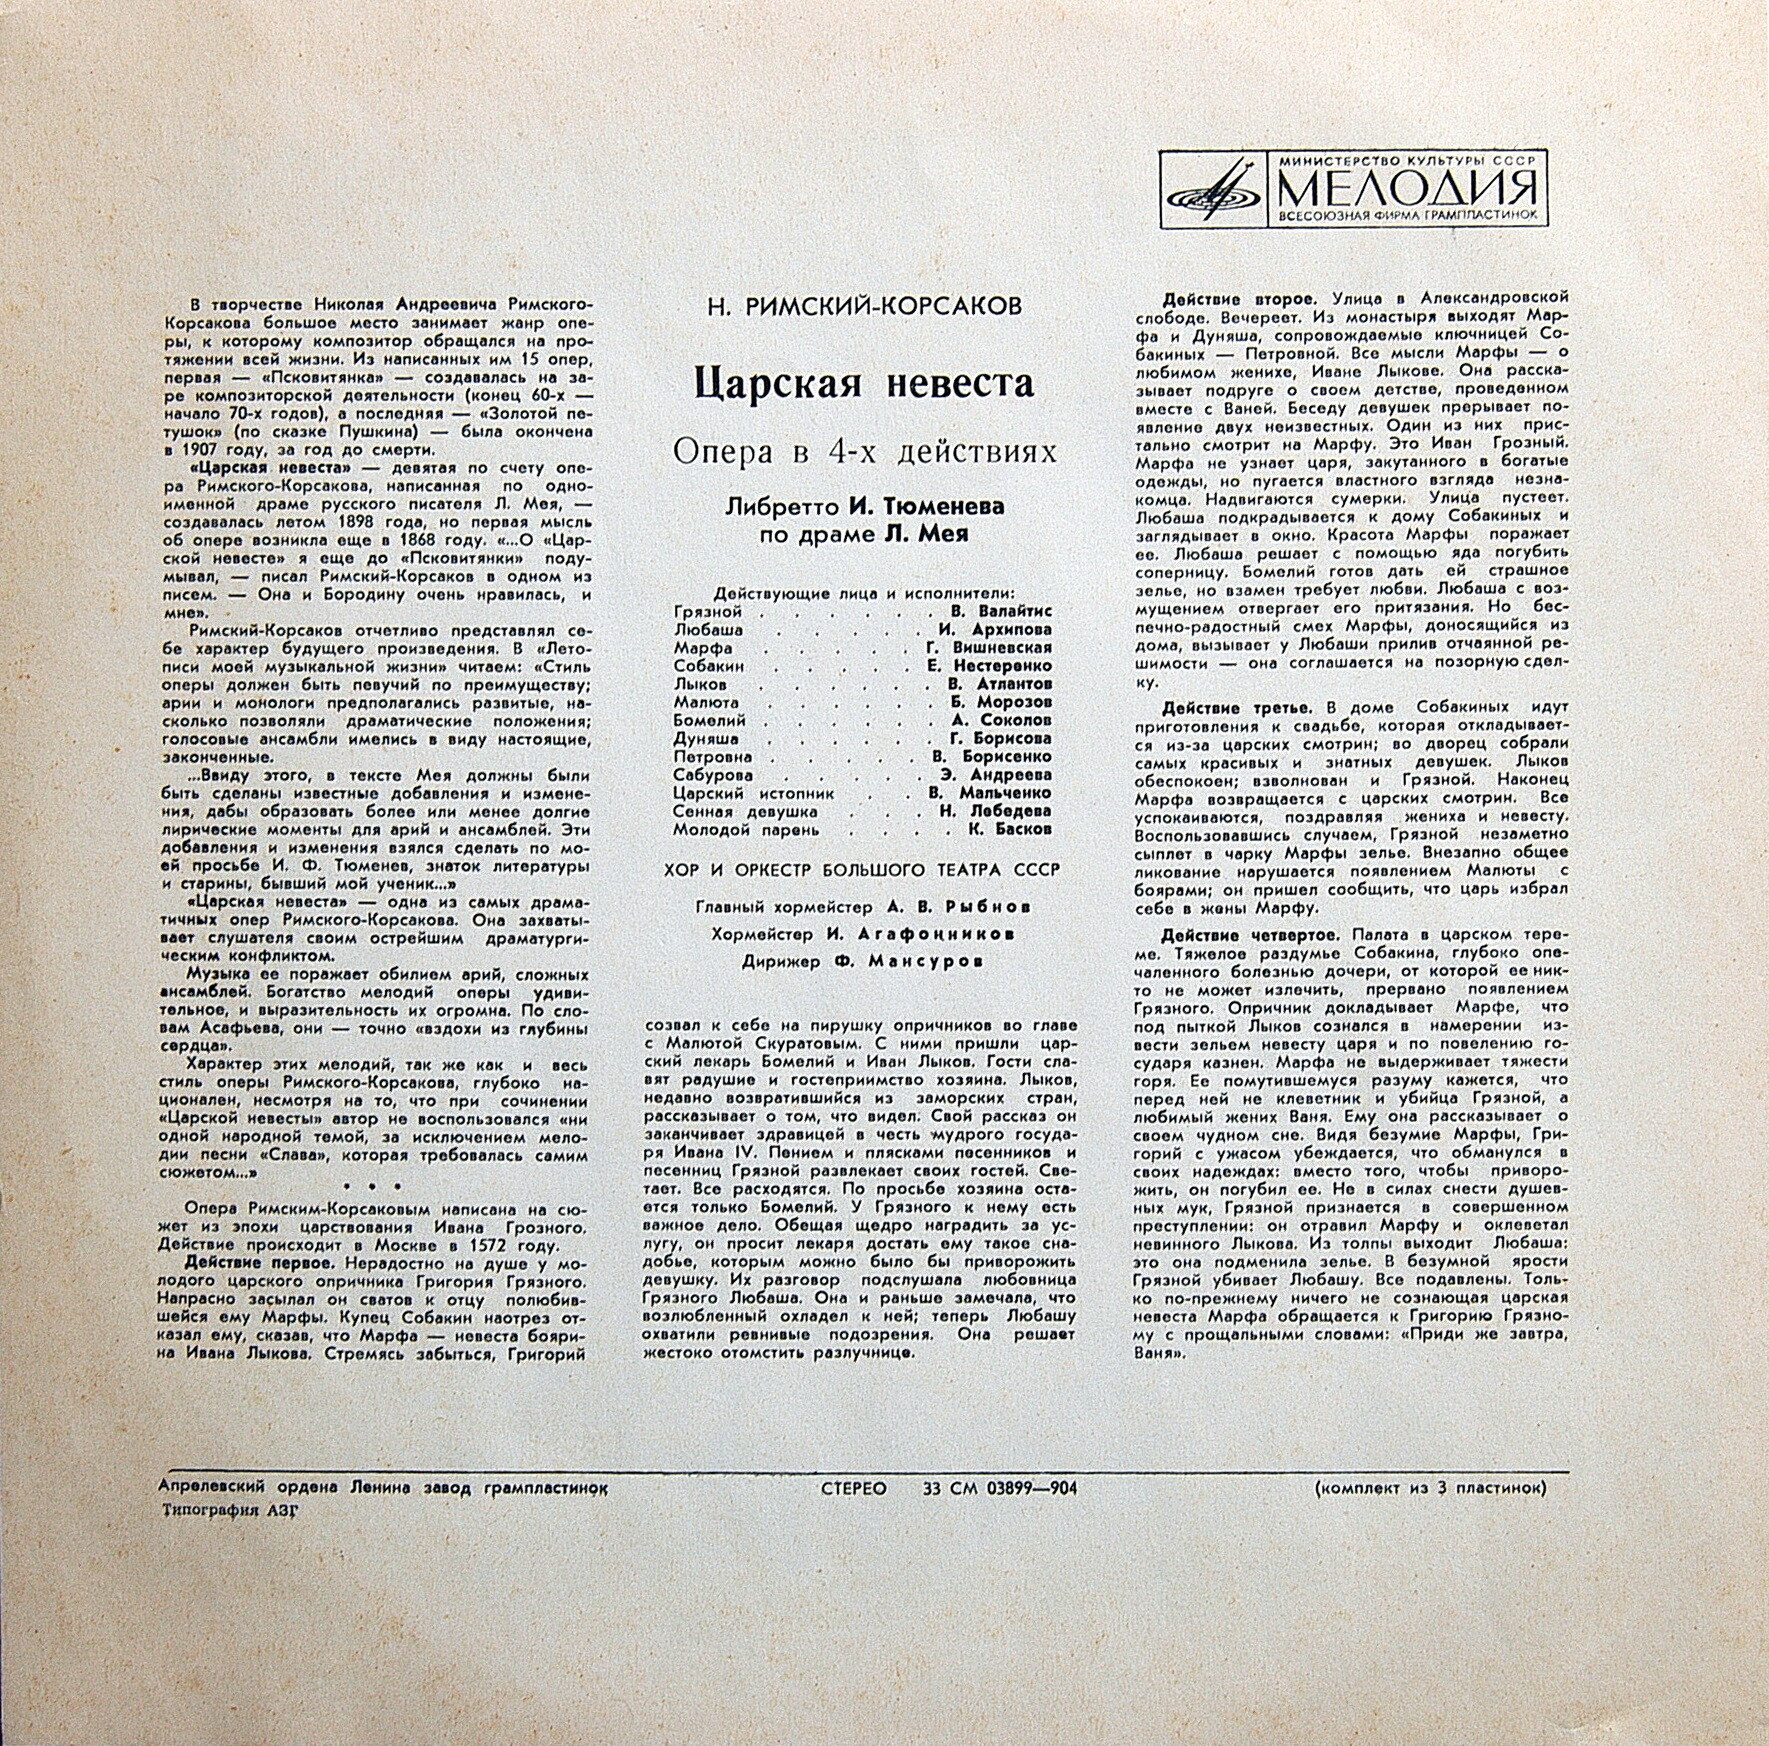 МИНИСТЕРСТВО КУЛЬТУРЫ СССР
МЕЛОДИЯ
ВСЕСОЮЗНАЯ ФИРМА ГРАМПЛАСТИНОК
В творчестве Николая Андреевича Римского-
Корсакова большое место занимает жанр опе-
ры, к которому композитор обращался на про-
тяжении всей жизни. Из написанных им 15 опер,
первая — «Псковитянка» — создавалась на за-
ре композиторской деятельности (конец 60-х —
начало 70-х годов), а последняя — «Золотой пе-
тушок» (по сказке Пушкина) — была окончена
в 1907 году, за год до смерти.
«Царская невеста» — девятая по счету опе-
ра Римского-Корсакова, написанная по одно-
именной драме русского писателя Л. Мея, —
создавалась летом 1898 года, но первая мысль
об опере возникла еще в 1868 году. «...О «Цар-
ской невесте» я еще до «Псковитянки» поду-
мывал, — писал Римский-Корсаков в одном из
писем. — Она и Бородину очень нравилась, и
мне».
Римский-Корсаков отчетливо представлял се-
бе характер будущего произведения. В «Лето-
писи моей музыкальной жизни» читаем: «Стиль
оперы должен быть певучий по преимуществу;
арии и монологи предполагались развитые, на-
сколько позволяли драматические положения;
голосовые ансамбли имелись в виду настоящие,
законченные.
...Ввиду этого, в тексте Мея должны были
быть сделаны известные добавления и измене-
ния, дабы образовать более или менее долгие
лирические моменты для арий и ансамблей. Эти
добавления и изменения взялся сделать по мо-
ей просьбе И. Ф. Тюменев, знаток литературы
и старины, бывший мой ученик...»
«Царская невеста» — одна из самых драма-
тичных опер Римского-Корсакова. Она захваты-
вает слушателя своим острейшим драматурги-
ческим конфликтом.
Музыка ее поражает обилием арий, сложных
ансамблей. Богатство мелодий оперы удиви-
тельное, и выразительность их огромна. По сло-
вам Асафьева, они — точно «вздохи из глубины
сердца».
Характер этих мелодий, так же как и весь
стиль оперы Римского-Корсакова, глубоко на-
ционален, несмотря на то, что при сочинении
«Царской невесты» автор не воспользовался «ни
одной народной темой, за исключением мело-
дии песни «Слава», которая требовалась самим
сюжетом...»
• • •
Опера Римским-Корсаковым написана на сю-
жет из эпохи царствования Ивана Грозного.
Действие происходит в Москве в 1572 году.
Действие первое. Нерадостно на душе у мо-
лодого царского опричника Григория Грязного.
Напрасно засылал он сватов к отцу полюбив-
шейся ему Марфы. Купец Собакин наотрез от-
казал ему, сказав, что Марфа — невеста бояри-
на Ивана Лыкова. Стремясь забыться, Григорий
Н. РИМСКИЙ-КОРСАКОВ
Царская невеста
Опера в 4-х действиях
Либретто И. Тюменева
по драме Л. Мея
Действующие лица и исполнители:
Грязной . . . . . . . В. Валайтис
Любаша . . . . . И. Архипова
Марфа . . . . . . Г. Вишневская
Собакин . . . . . Е. Нестеренко
Лыков . . . . . . В. Атлантов
Малюта . . . . . . Б. Морозов
Бомелий . . . . . . А. Соколов
Дуняша . . . . . . Г. Борисова
Петровна . . . . . В. Борисенко
Сабурова . . . . . Э. Андреева
Царский истопник . . В. Мальченко
Сенная девушка . . . Н. Лебедева
Молодой парень . . . . К. Басков
ХОР И ОРКЕСТР БОЛЬШОГО ТЕАТРА СССР
Главный хормейстер А. В. Рыбнов
Хормейстер И. Агафонников
Дирижер Ф. Мансуров
созвал к себе на пирушку опричников во главе
с Малютой Скуратовым. С ними пришли цар-
ский лекарь Бомелий и Иван Лыков. Гости сла-
вят радушие и гостеприимство хозяина. Лыков,
недавно возвратившийся из заморских стран,
рассказывает о том, что видел. Свой рассказ он
заканчивает здравицей в честь мудрого госуда-
ря Ивана IV. Пением и плясками песенников и
песенниц Грязной развлекает своих гостей. Све-
тает. Все расходятся. По просьбе хозяина оста-
ется только Бомелий. У Грязного к нему есть
важное дело. Обещая щедро наградить за ус-
лугу, он просит лекаря достать ему такое сна-
добье, которым можно было бы приворожить
девушку. Их разговор подслушала любовница
Грязного Любаша. Она и раньше замечала, что
возлюбленный охладел к ней; теперь Любашу
охватили ревнивые подозрения. Она решает
жестоко отомстить разлучнице.
Действие второе. Улица в Александровской
слободе. Вечереет. Из монастыря выходят Мар-
фа и Дуняша, сопровождаемые ключницей Со-
бакиных — Петровной. Все мысли Марфы — о
любимом женихе, Иване Лыкове. Она расска-
зывает подруге о своем детстве, проведенном
вместе с Ваней. Беседу девушек прерывает по-
явление двух неизвестных. Один из них прис-
тально смотрит на Марфу. Это Иван Грозный.
Марфа не узнает царя, закутанного в богатые
одежды, но пугается властного взгляда незна-
комца. Надвигаются сумерки. Улица пустеет.
Любаша подкрадывается к дому Собакиных и
заглядывает в окно. Красота Марфы поражает
ее. Любаша решает с помощью яда погубить
соперницу. Бомелий готов дать ей страшное
зелье, но взамен требует любви. Любаша с воз-
мущением отвергает его притязания. Но бес-
печно-радостный смех Марфы, доносящийся из
дома, вызывает у Любаши прилив отчаянной ре-
шимости — она соглашается на позорную сдел-
ку.
Действие третье. В доме Собакиных идут
приготовления к свадьбе, которая откладывает-
ся из-за царских смотрин; во дворец собрали
самых красивых и знатных девушек. Лыков
обеспокоен; взволнован и Грязной. Наконец
Марфа возвращается с царских смотрин. Все
успокаиваются, поздравляя жениха и невесту.
Воспользовавшись случаем, Грязной незаметно
сыплет в чарку Марфы зелье. Внезапно общее
ликование нарушается появлением Малюты с
боярами; он пришел сообщить, что царь избрал
себе в жены Марфу.
Действие четвертое. Палата в царском тере-
ме. Тяжелое раздумье Собакина, глубоко опе-
чаленного болезнью дочери, от которой ее ник-
то не может излечить, прервано появлением
Грязного. Опричник докладывает Марфе, что
под пыткой Лыков сознался в намерении из-
вести зельем невесту царя и по повелению го-
сударя казнен. Марфа не выдерживает тяжести
горя. Ее помутившемуся разуму кажется, что
перед ней не клеветник и убийца Грязной, а
любимый жених Ваня. Ему она рассказывает о
своем чудном сне. Видя безумие Марфы, Гри-
горий с ужасом убеждается, что обманулся в
своих надеждах: вместо того, чтобы приворо-
жить, он погубил ее. Не в силах снести душев-
ных мук, Грязной признается в совершенном
преступлении: он отравил Марфу и оклеветал
невинного Лыкова. Из толпы выходит Любаша:
это она подменила зелье. В безумной ярости
Грязной убивает Любашу. Все подавлены. Толь-
ко по-прежнему ничего не сознающая царская
невеста Марфа обращается к Григорию Грязно-
му с прощальными словами: «Приди же завтра,
Ваня».
Апрелевский ордена Ленина завод грампластинок
Типография АЗГ
СТЕРЕО 33 СМ 03899—904
(комплект из 3 пластинок)